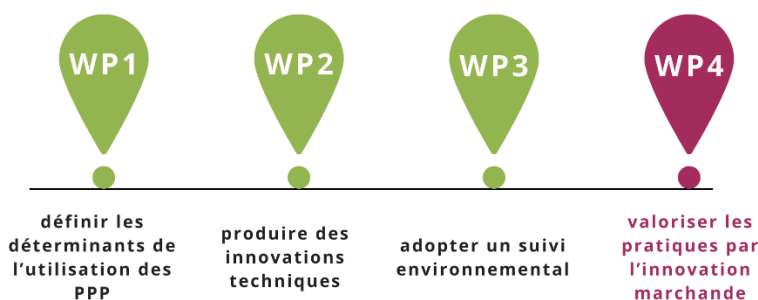 WP1
WP2
WP3
WP4
définir les
déterminants de
l’utilisation des
PPP
produire des
innovations
techniques
adopter un suivi
environnemental
valoriser les
pratiques par
l’innovation
marchande